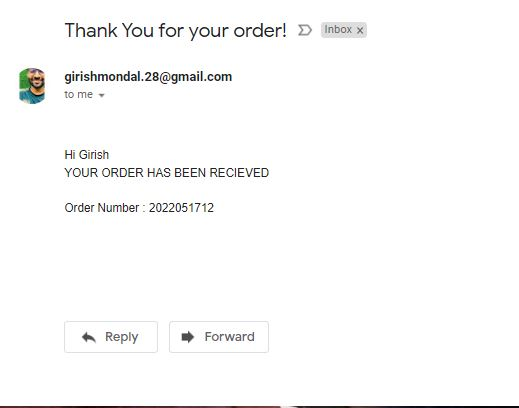 Thank You for your order! Inbox x
girishmondal.28@gmail.com
to me
Hi Girish
YOUR ORDER HAS BEEN RECIEVED
Order Number : 2022051712
Reply Forward